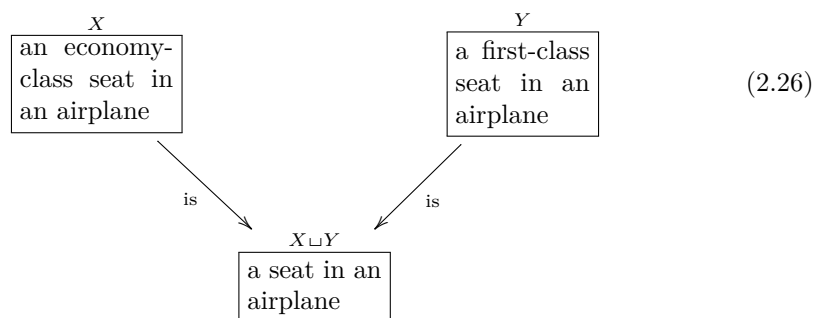 X
an economy-
class seat in
an airplane
Y
a first-class
seat in an
airplane
(2.26)
is
is
X⊔Y
a seat in an
airplane